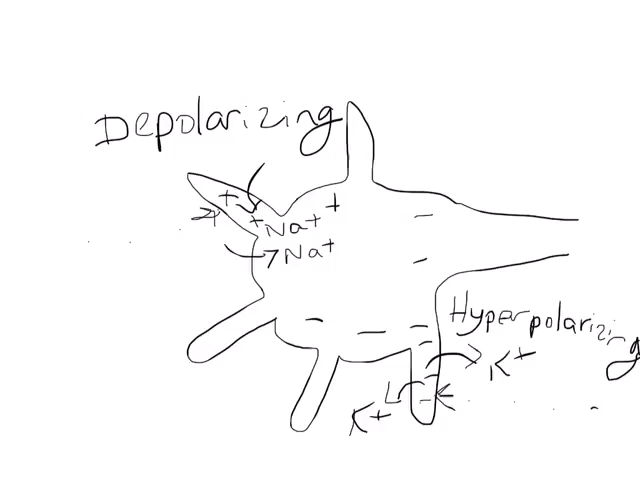 Depolarizing
+
+ +
Na+
Na+
Hyperpolarizing
K+
K+